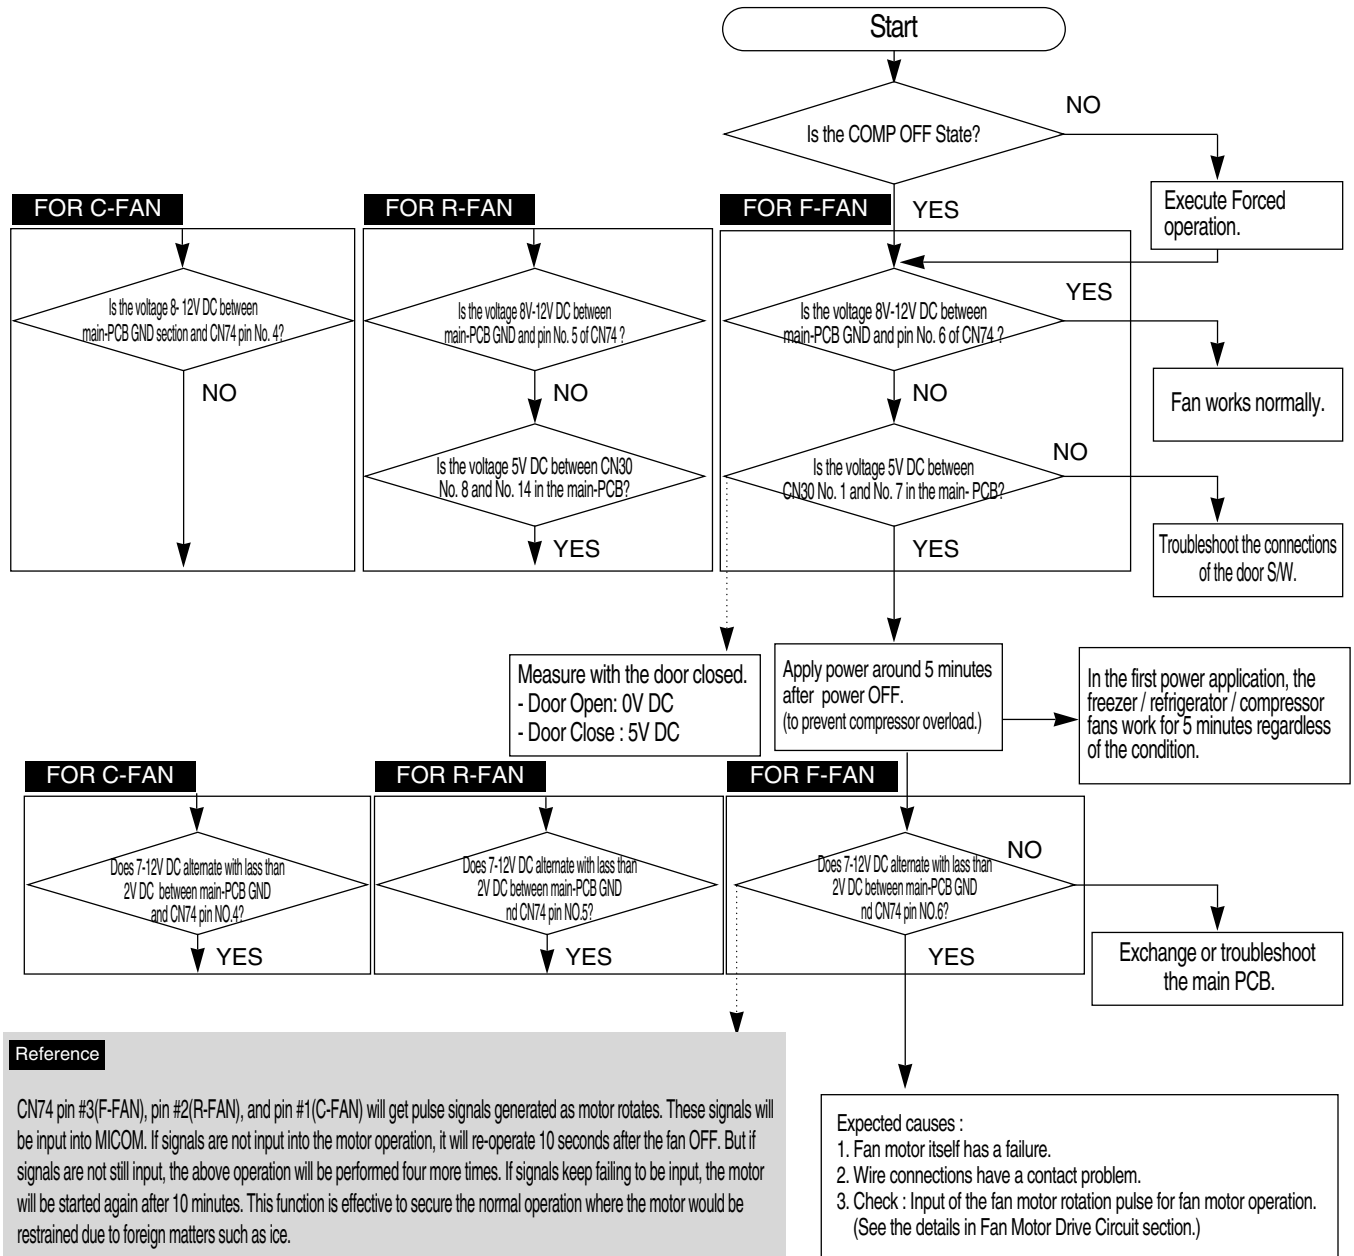 Start
Is the COMP OFF State?
NO
YES
Execute Forced
operation.
FOR C-FAN
FOR R-FAN
FOR F-FAN
Is the voltage 8- 12V DC between
main-PCB GND section and CN74 pin No. 4?
NO
Is the voltage 8V-12V DC between
main-PCB GND and pin No. 5 of CN74 ?
NO
Is the voltage 5V DC between CN30
No. 8 and No. 14 in the main-PCB?
YES
Is the voltage 8V-12V DC between
main-PCB GND and pin No. 6 of CN74 ?
YES
Fan works normally.
NO
Is the voltage 5V DC between
CN30 No. 1 and No. 7 in the main- PCB?
NO
Troubleshoot the connections
of the door S/W.
YES
Measure with the door closed.
- Door Open: 0V DC
- Door Close : 5V DC
Apply power around 5 minutes
after power OFF.
(to prevent compressor overload.)
In the first power application, the
freezer / refrigerator / compressor
fans work for 5 minutes regardless
of the condition.
FOR C-FAN
FOR R-FAN
FOR F-FAN
Does 7-12V DC alternate with lass than
2V DC between main-PCB GND
and CN74 pin NO.4?
YES
Does 7-12V DC alternate with lass than
2V DC between main-PCB GND
nd CN74 pin NO.5?
YES
Does 7-12V DC alternate with lass than
2V DC between main-PCB GND
nd CN74 pin NO.6?
NO
YES
Exchange or troubleshoot
the main PCB.
Reference
CN74 pin #3(F-FAN), pin #2(R-FAN), and pin #1(C-FAN) will get pulse signals generated as motor rotates. These signals will
be input into MICOM. If signals are not input into the motor operation, it will re-operate 10 seconds after the fan OFF. But if
signals are not still input, the above operation will be performed four more times. If signals keep failing to be input, the motor
will be started again after 10 minutes. This function is effective to secure the normal operation where the motor would be
restrained due to foreign matters such as ice.
Expected causes :
1. Fan motor itself has a failure.
2. Wire connections have a contact problem.
3. Check : Input of the fan motor rotation pulse for fan motor operation.
(See the details in Fan Motor Drive Circuit section.)